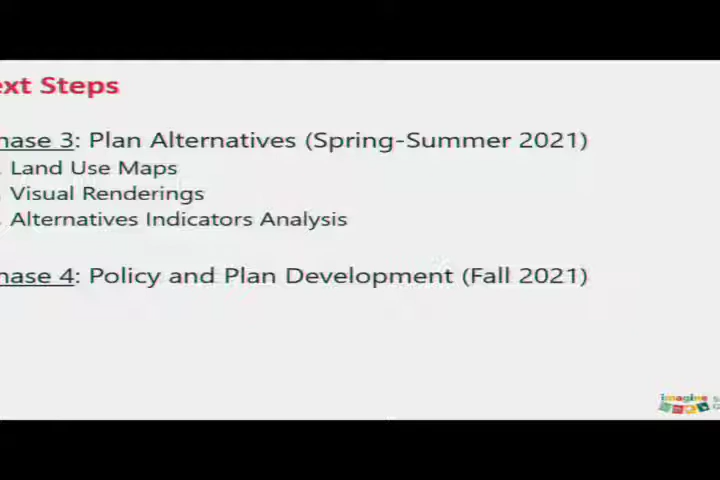 ext Steps
hase 3: Plan Alternatives (Spring-Summer 2021)
Land Use Maps
Visual Renderings
Alternatives Indicators Analysis
hase 4: Policy and Plan Development (Fall 2021)
imagine